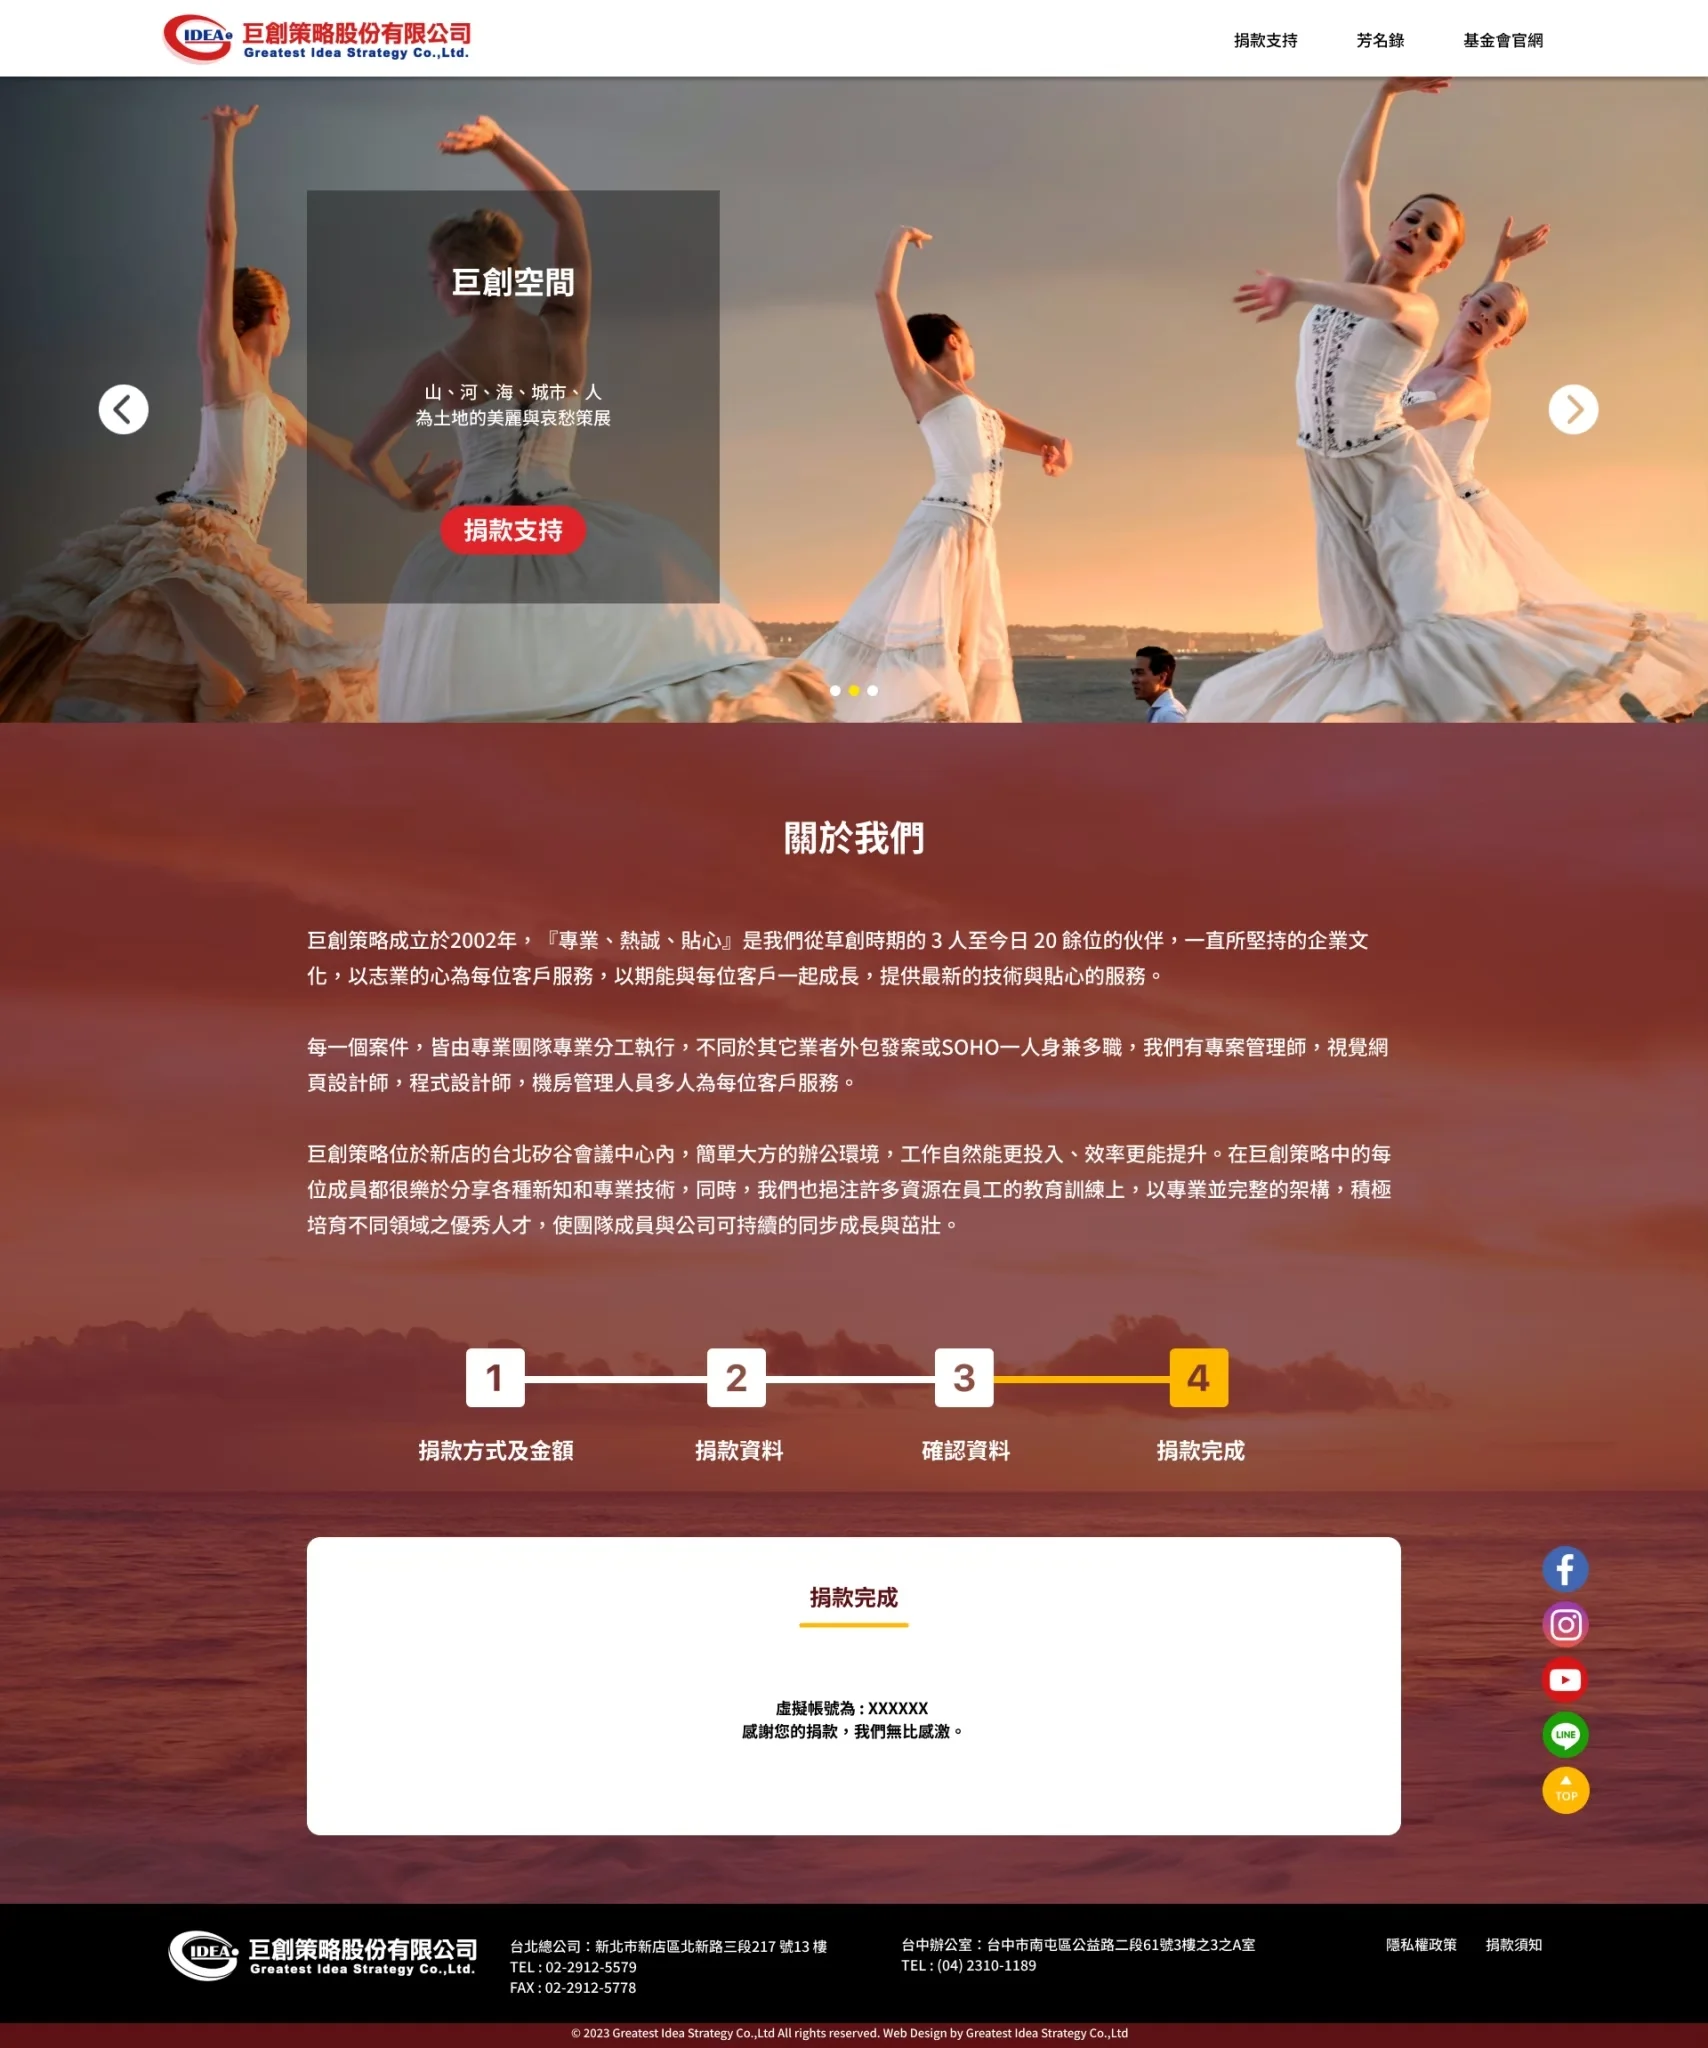 IDEA 巨創策略股份有限公司
Greatest Idea Strategy Co.,Ltd.
捐款支持 芳名錄 基金會官網
巨創空間
山、河、海、城市、人
為土地的美麗與哀愁策展
捐款支持
關於我們
巨創策略成立於2002年，『專業、熱誠、貼心』是我們從草創時期的 3 人至今日 20 餘位的伙伴，一直所堅持的企業文
化，以志業的心為每位客戶服務，以期能與每位客戶一起成長，提供最新的技術與貼心的服務。
每一個案件，皆由專業團隊專業分工執行，不同於其它業者外包發案或SOHO一人身兼多職，我們有專案管理師，視覺網
頁設計師，程式設計師，機房管理人員多人為每位客戶服務。
巨創策略位於新店的台北矽谷會議中心內，簡單大方的辦公環境，工作自然能更投入、效率更能提升。在巨創策略中的每
位成員都很樂於分享各種新知和專業技術，同時，我們也挹注許多資源在員工的教育訓練上，以專業並完整的架構，積極
培育不同領域之優秀人才，使團隊成員與公司可持續的同步成長與茁壯。
1 2 3 4
捐款方式及金額 捐款資料 確認資料 捐款完成
捐款完成
虛擬帳號為 : XXXXXX
感謝您的捐款，我們無比感激。
LINE
TOP
IDEA 巨創策略股份有限公司
Greatest Idea Strategy Co.,Ltd.
台北總公司：新北市新店區北新路三段217 號13 樓
TEL : 02-2912-5579
FAX : 02-2912-5778
台中辦公室：台中市南屯區公益路二段61號3樓之3之A室
TEL : (04) 2310-1189
隱私權政策 捐款須知
© 2023 Greatest Idea Strategy Co.,Ltd All rights reserved. Web Design by Greatest Idea Strategy Co.,Ltd